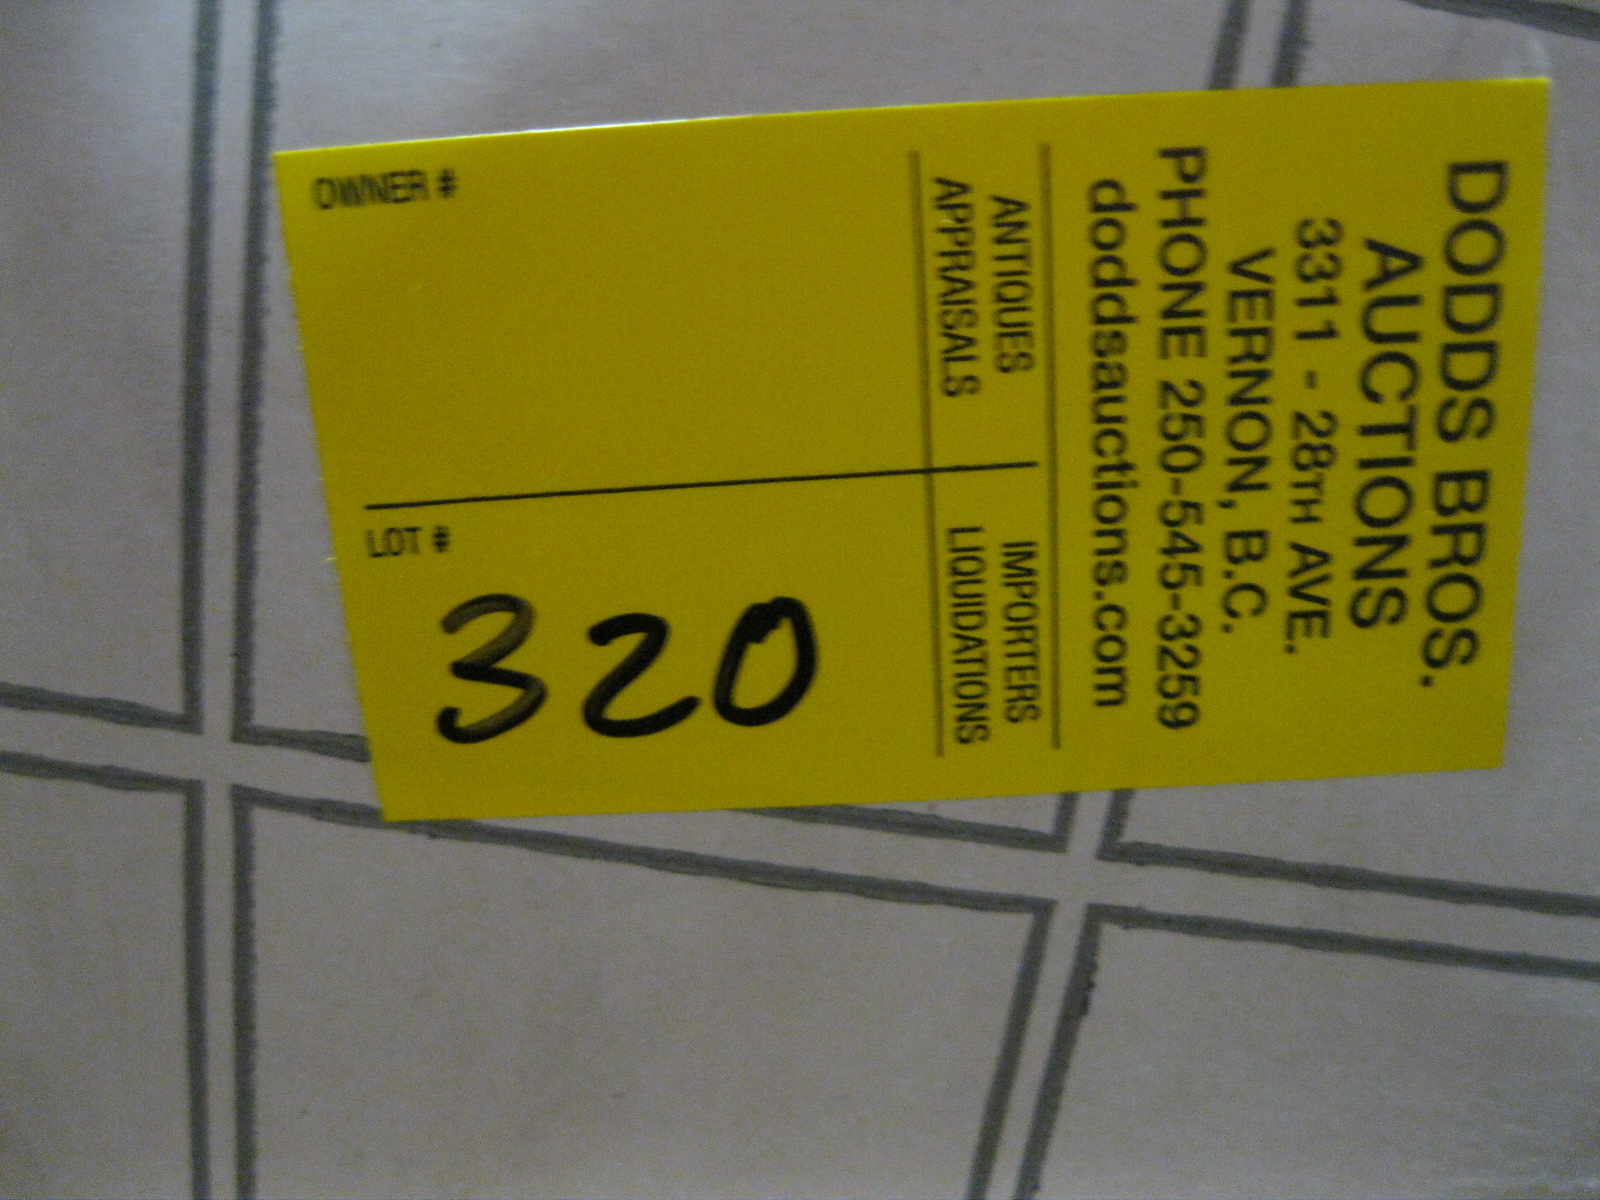 DODDS BROS.
AUCTIONS
3311 - 28TH AVE.
VERNON, B.C.
PHONE 250-545-3259
doddsauctions.com
ANTIQUES
APPRAISALS
IMPORTERS
LIQUIDATIONS
OWNER #
LOT #
320